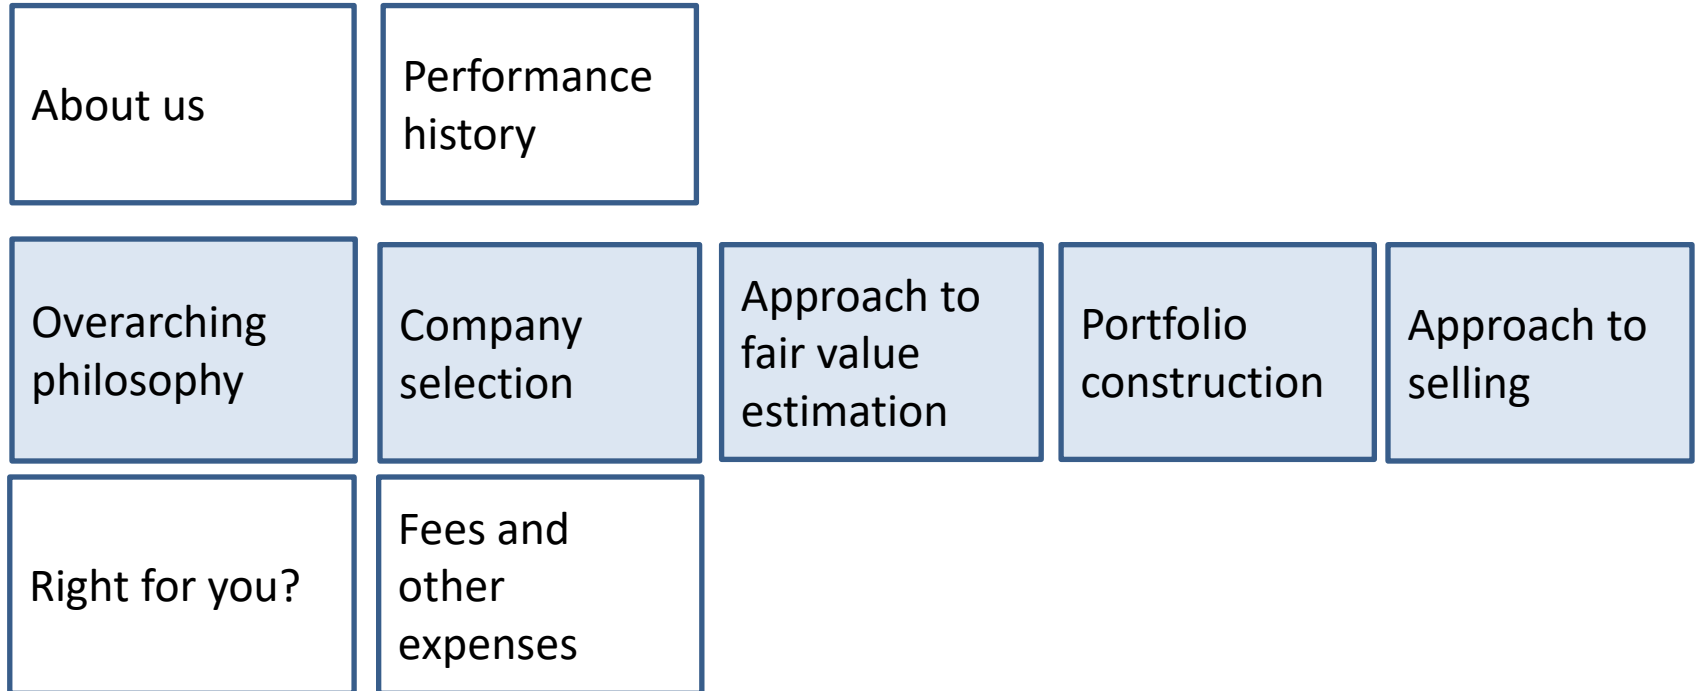 About us
Performance
history
Overarching
philosophy
Company
selection
Approach to
fair value
estimation
Portfolio
construction
Approach to
selling
Right for you?
Fees and
other
expenses